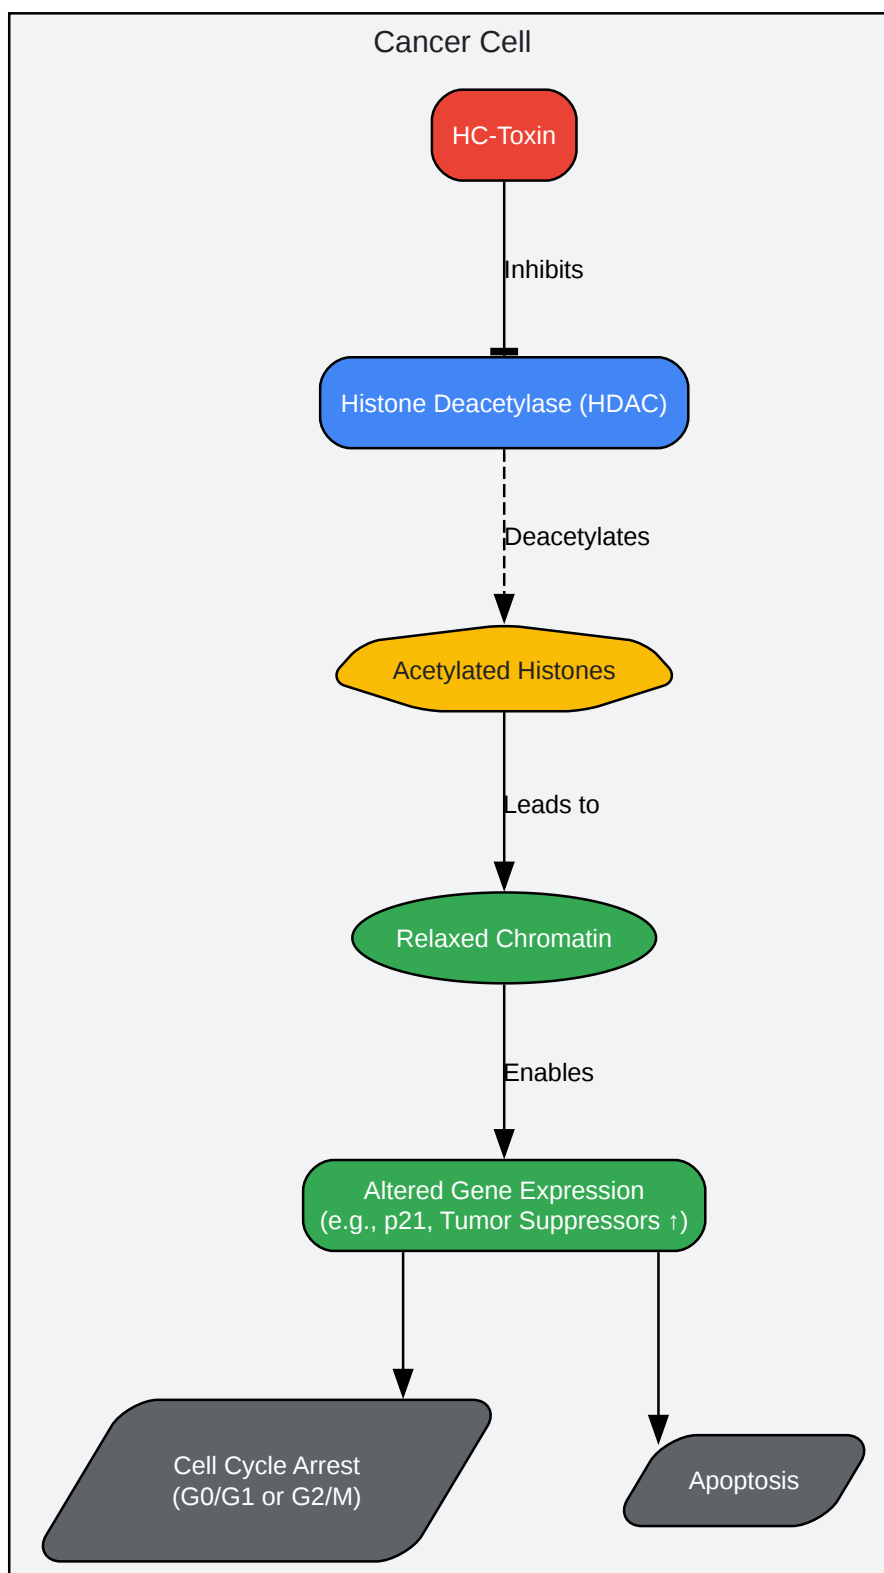 Cancer Cell
HC-Toxin
Inhibits
Histone Deacetylase (HDAC)
Deacetylates
Acetylated Histones
Leads to
Relaxed Chromatin
Enables
Altered Gene Expression
(e.g., p21, Tumor Suppressors ↑)
Cell Cycle Arrest
(G0/G1 or G2/M)
Apoptosis